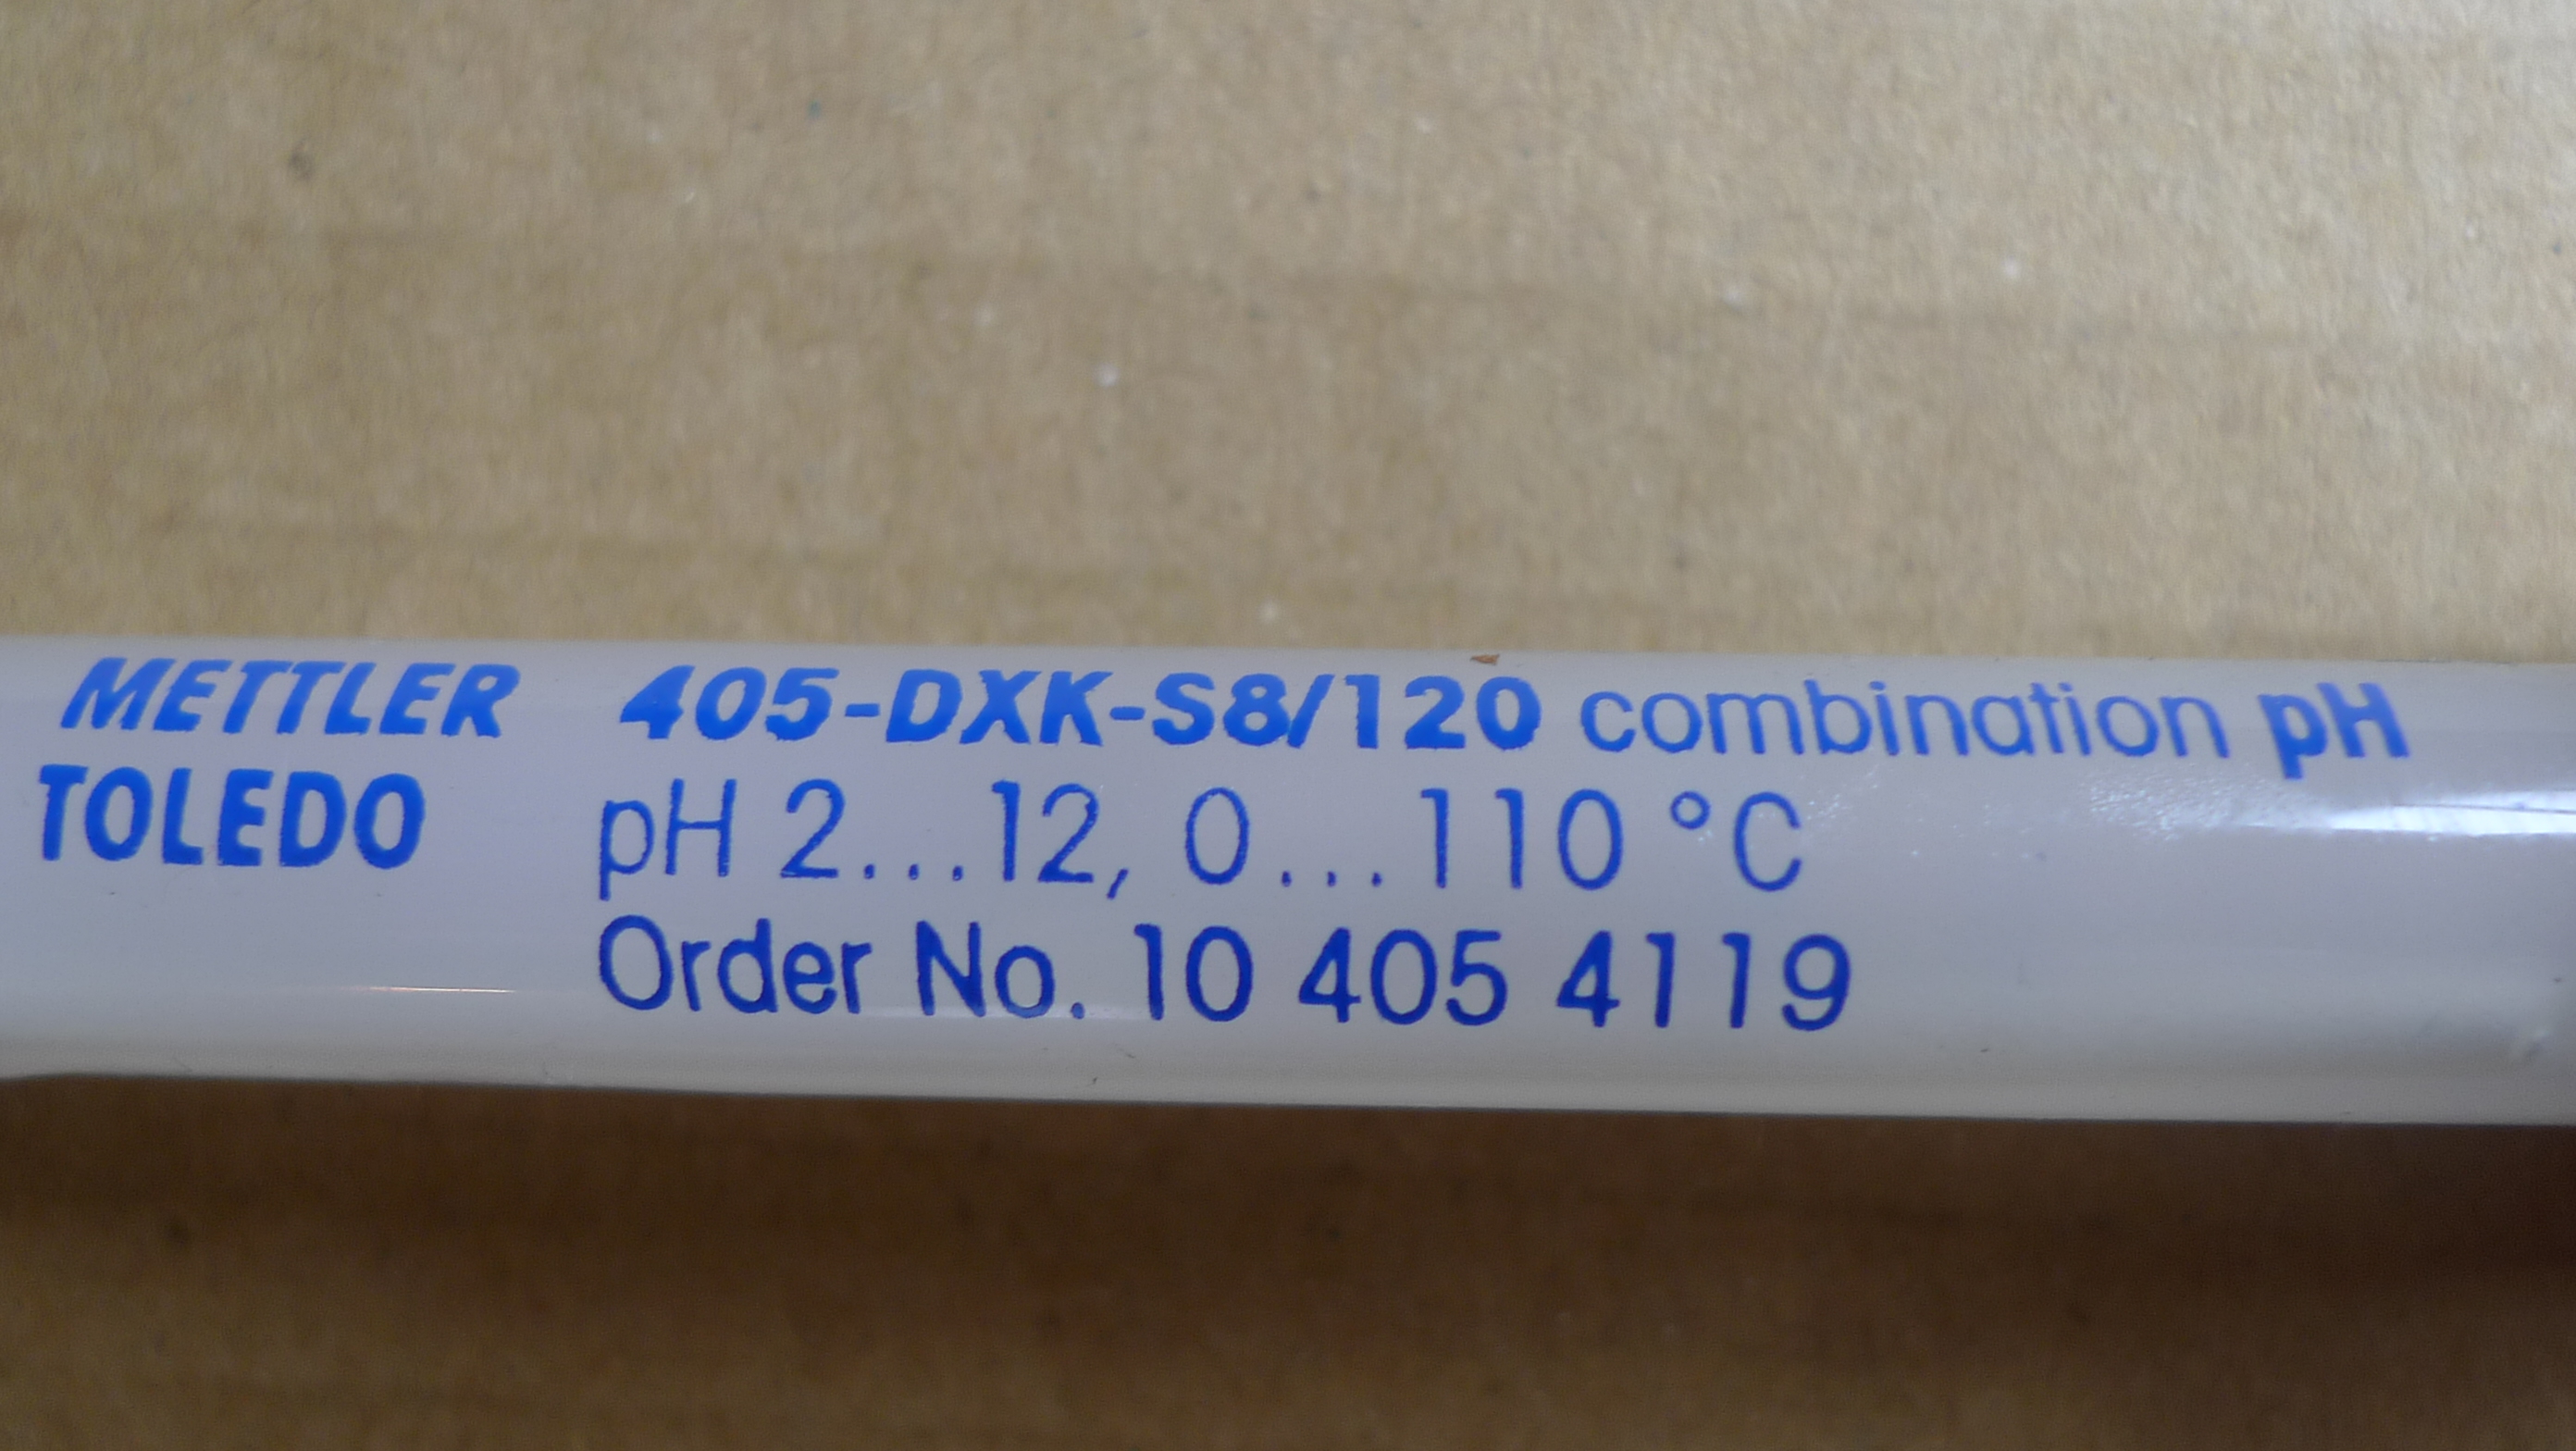 METTLER 405-DXK-S8/120 combination pH
TOLEDO pH 2...12, 0...110 °C
Order No. 10 405 4119